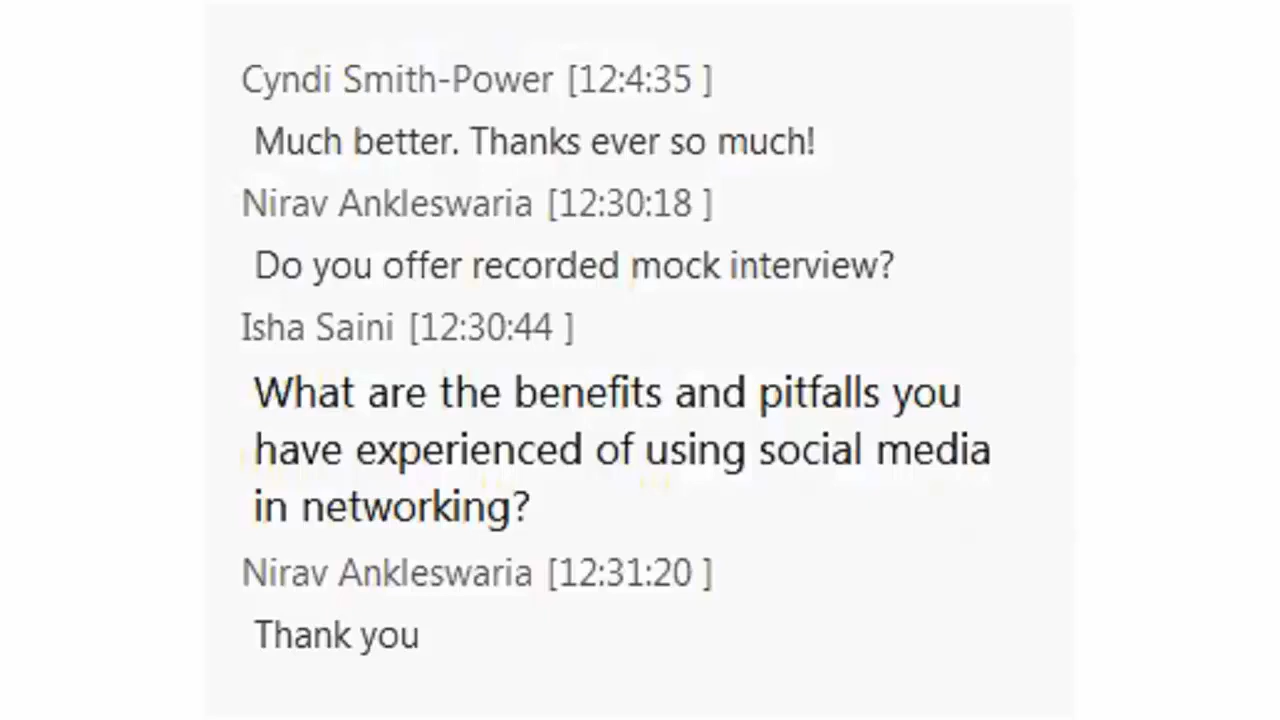 Cyndi Smith-Power [12:4:35 ]
Much better. Thanks ever so much!
Nirav Ankleswaria [12:30:18 ]
Do you offer recorded mock interview?
Isha Saini [12:30:44 ]
What are the benefits and pitfalls you
have experienced of using social media
in networking?
Nirav Ankleswaria [12:31:20 ]
Thank you